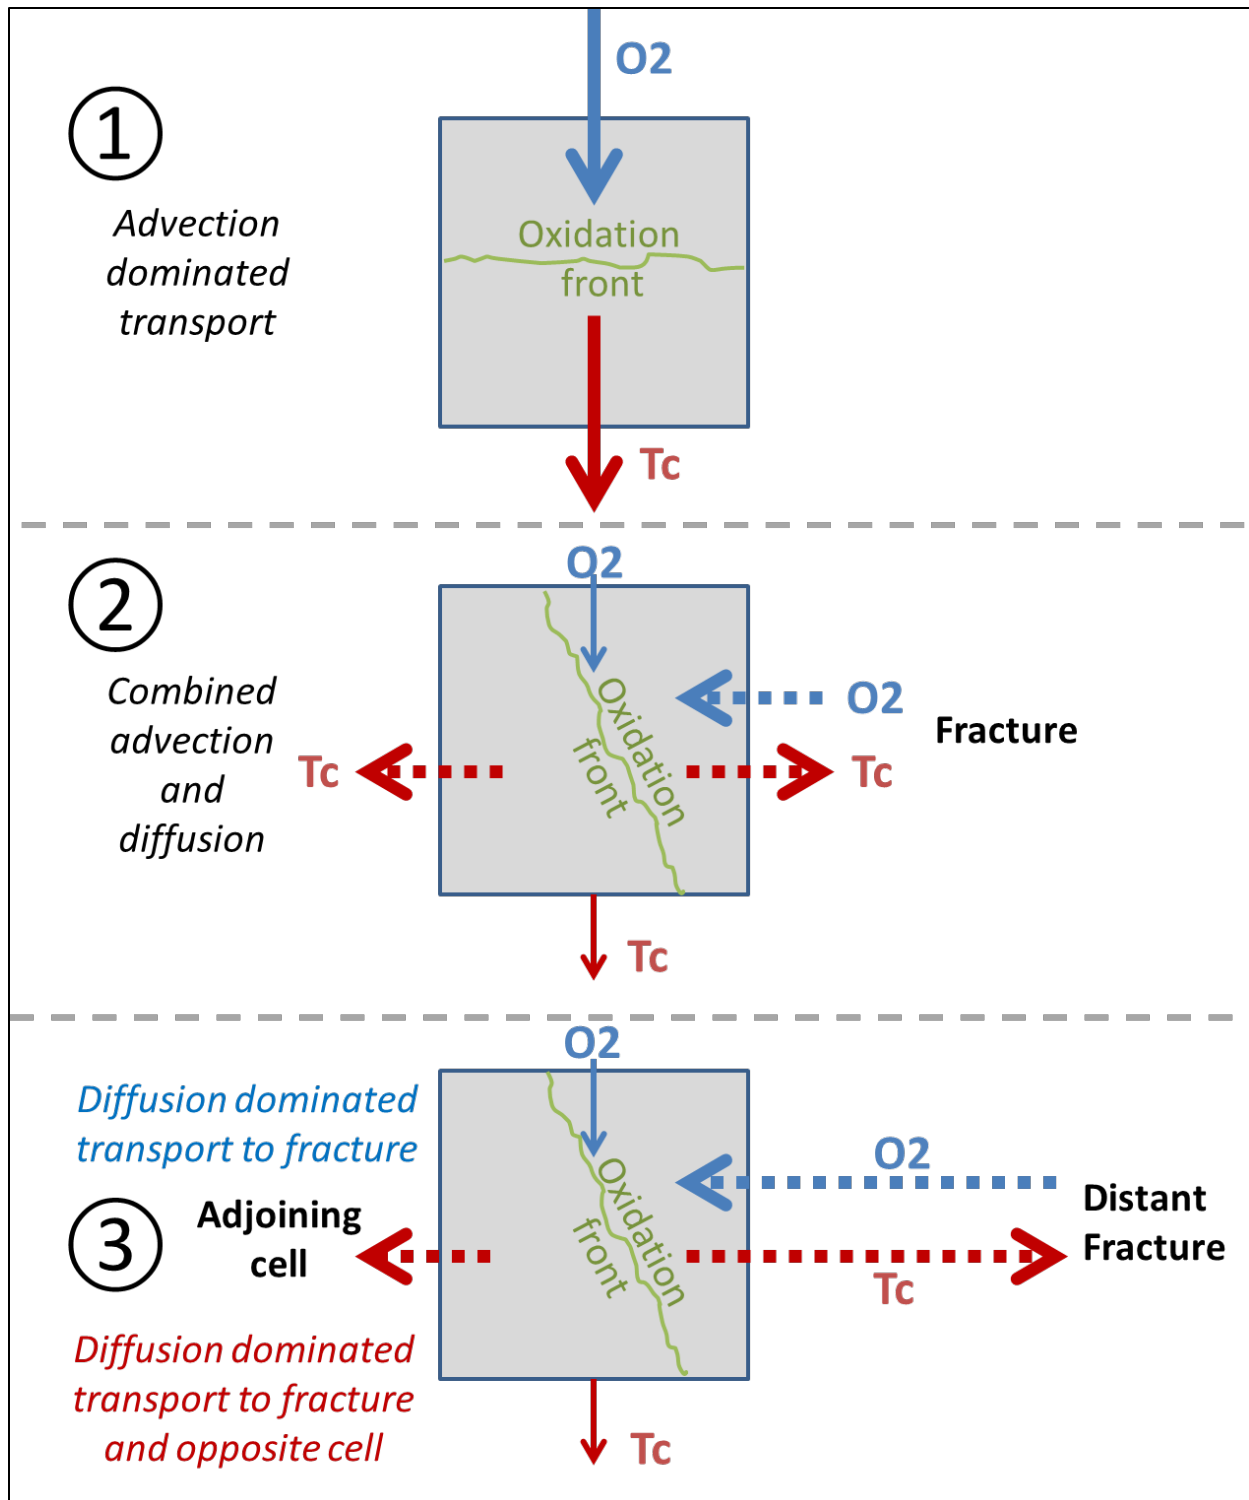 O2
1
Advection
dominated
transport
Oxidation
front
Tc
O2
2
Combined
advection
and
diffusion
Oxidation
front
O2
Fracture
Tc
Tc
Tc
O2
Diffusion dominated
transport to fracture
3
Adjoining
cell
Oxidation
front
O2
Distant
Fracture
Tc
Diffusion dominated
transport to fracture
and opposite cell
Tc